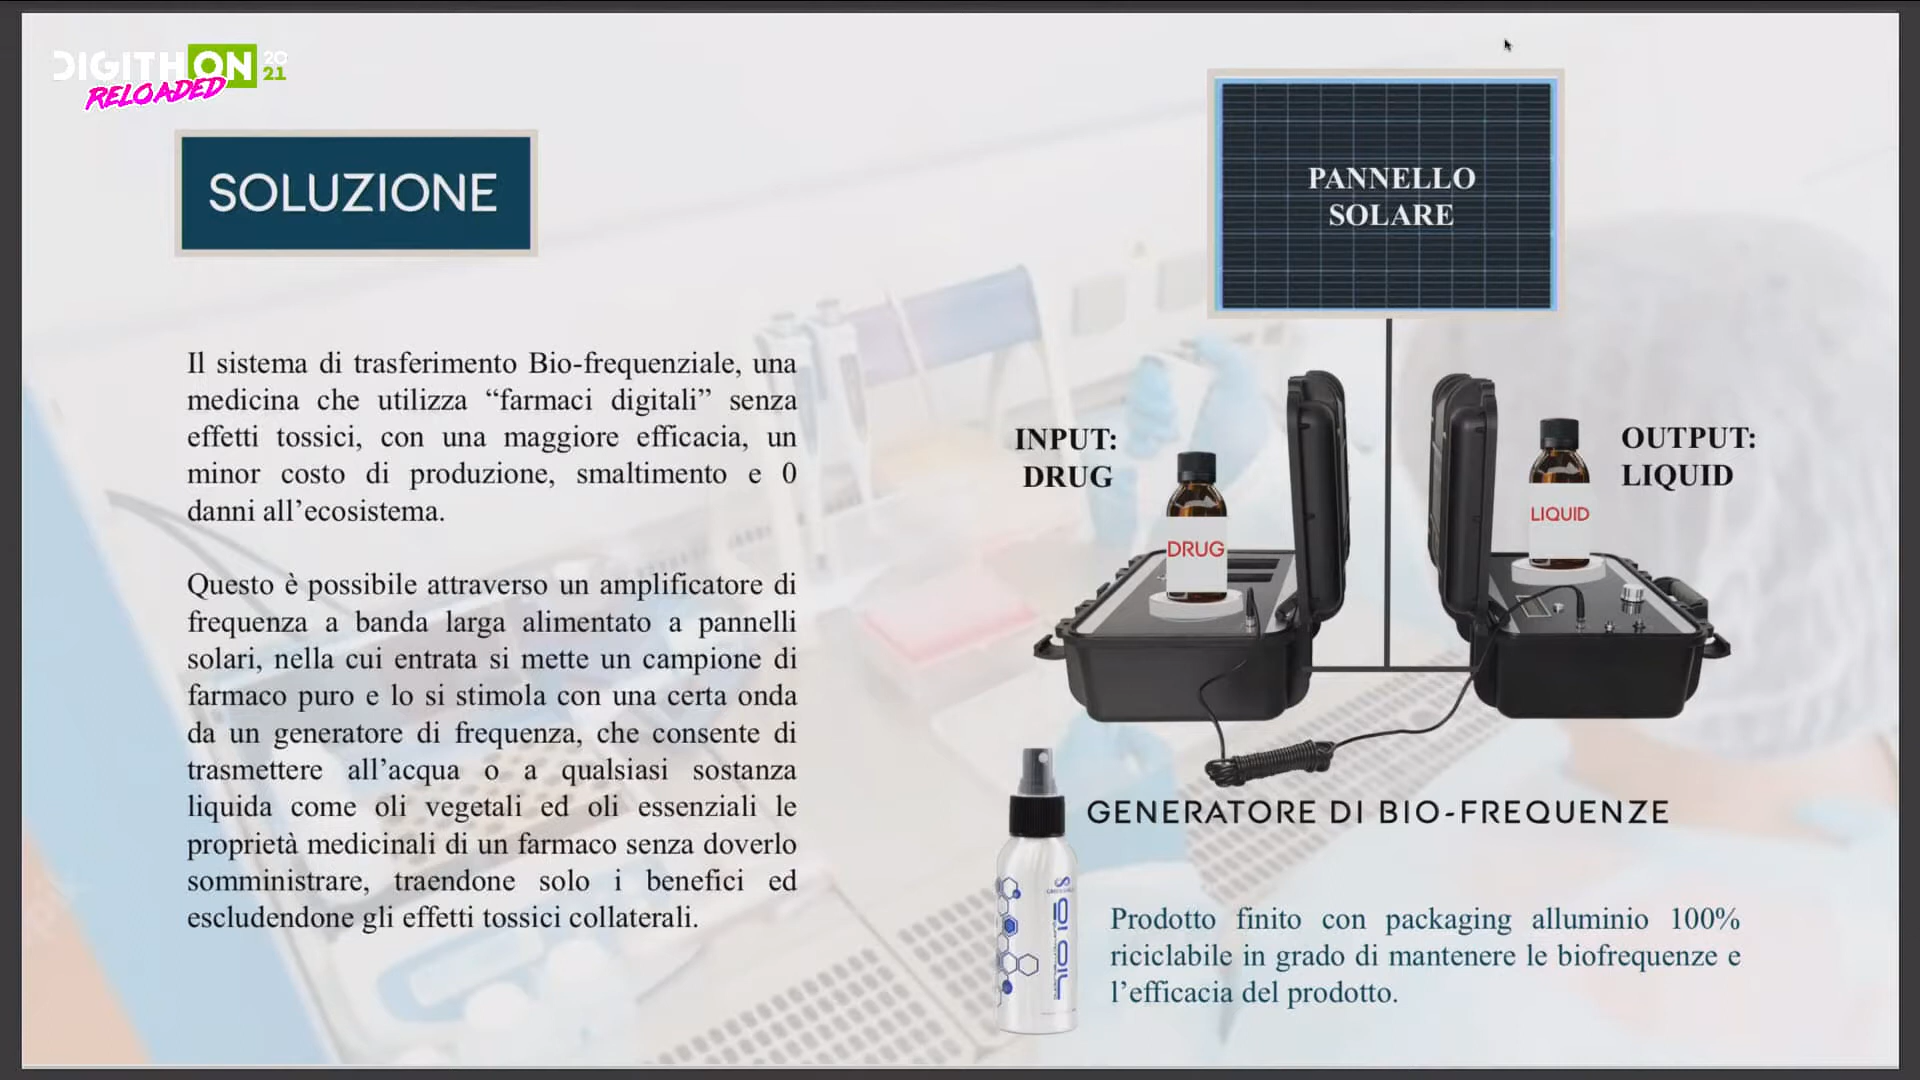 DIGITHON 2021
RELOADED
SOLUZIONE
Il sistema di trasferimento Bio-frequenziale, una
medicina che utilizza “farmaci digitali” senza
effetti tossici, con una maggiore efficacia, un
minor costo di produzione, smaltimento e 0
danni all’ecosistema.
Questo è possibile attraverso un amplificatore di
frequenza a banda larga alimentato a pannelli
solari, nella cui entrata si mette un campione di
farmaco puro e lo si stimola con una certa onda
da un generatore di frequenza, che consente di
trasmettere all’acqua o a qualsiasi sostanza
liquida come oli vegetali ed oli essenziali le
proprietà medicinali di un farmaco senza doverlo
somministrare, traendone solo i benefici ed
escludendone gli effetti tossici collaterali.
PANNELLO
SOLARE
INPUT:
DRUG
DRUG
OUTPUT:
LIQUID
LIQUID
GENERATORE DI BIO-FREQUENZE
Prodotto finito con packaging alluminio 100%
riciclabile in grado di mantenere le biofrequenze e
l’efficacia del prodotto.